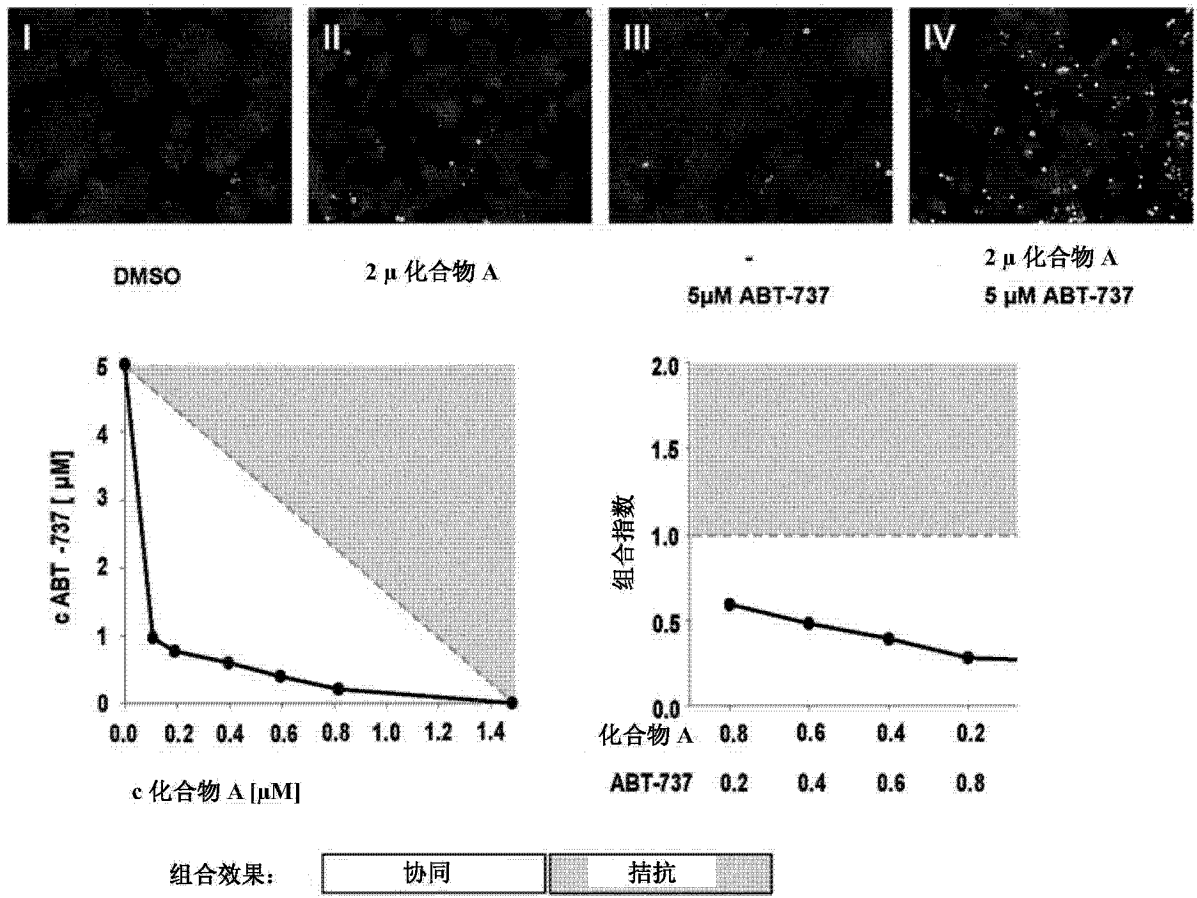 I II III IV
DMSO
2 μ 化合物 A
-
5μM ABT-737
2 μ 化合物 A
5 μM ABT-737
c ABT -737 [ μM]
5
4
3
2
1
0
0.0 0.2 0.4 0.6 0.8 1.0 1.2 1.4
c 化合物 A [μM]
组合指数
2.0
1.5
1.0
0.5
0.0
化合物 A 0.8 0.6 0.4 0.2
ABT-737 0.2 0.4 0.6 0.8
组合效果: 协同 拮抗